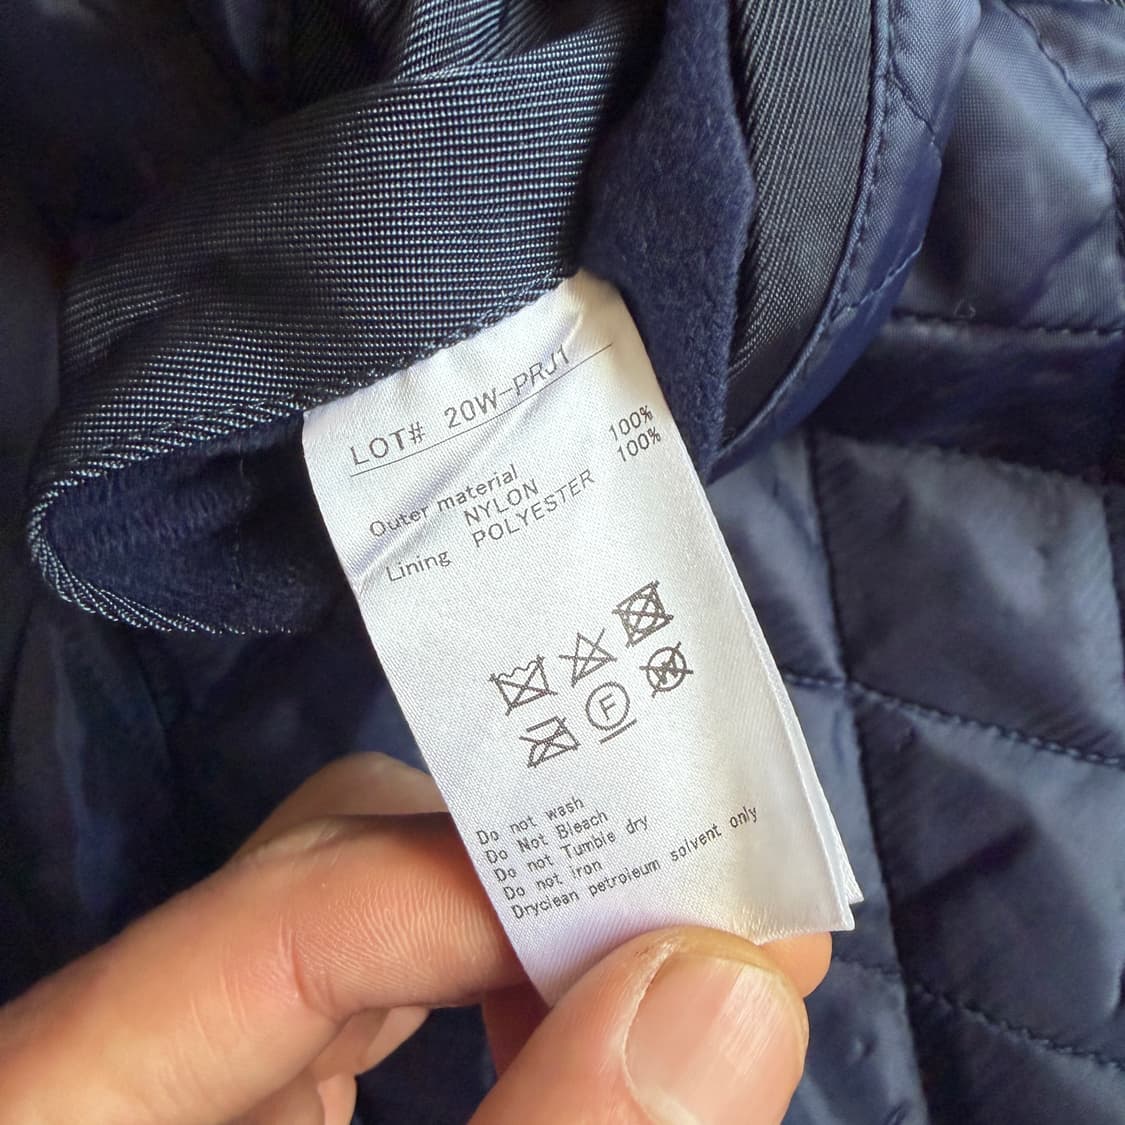 LOT# 20W-PRJ1
Outer material
NYLON 100%
Lining POLYESTER 100%
W
F
Do not wash
Do Not Bleach
Do not Tumble dry
Do not iron
Dryclean petroleum solvent only